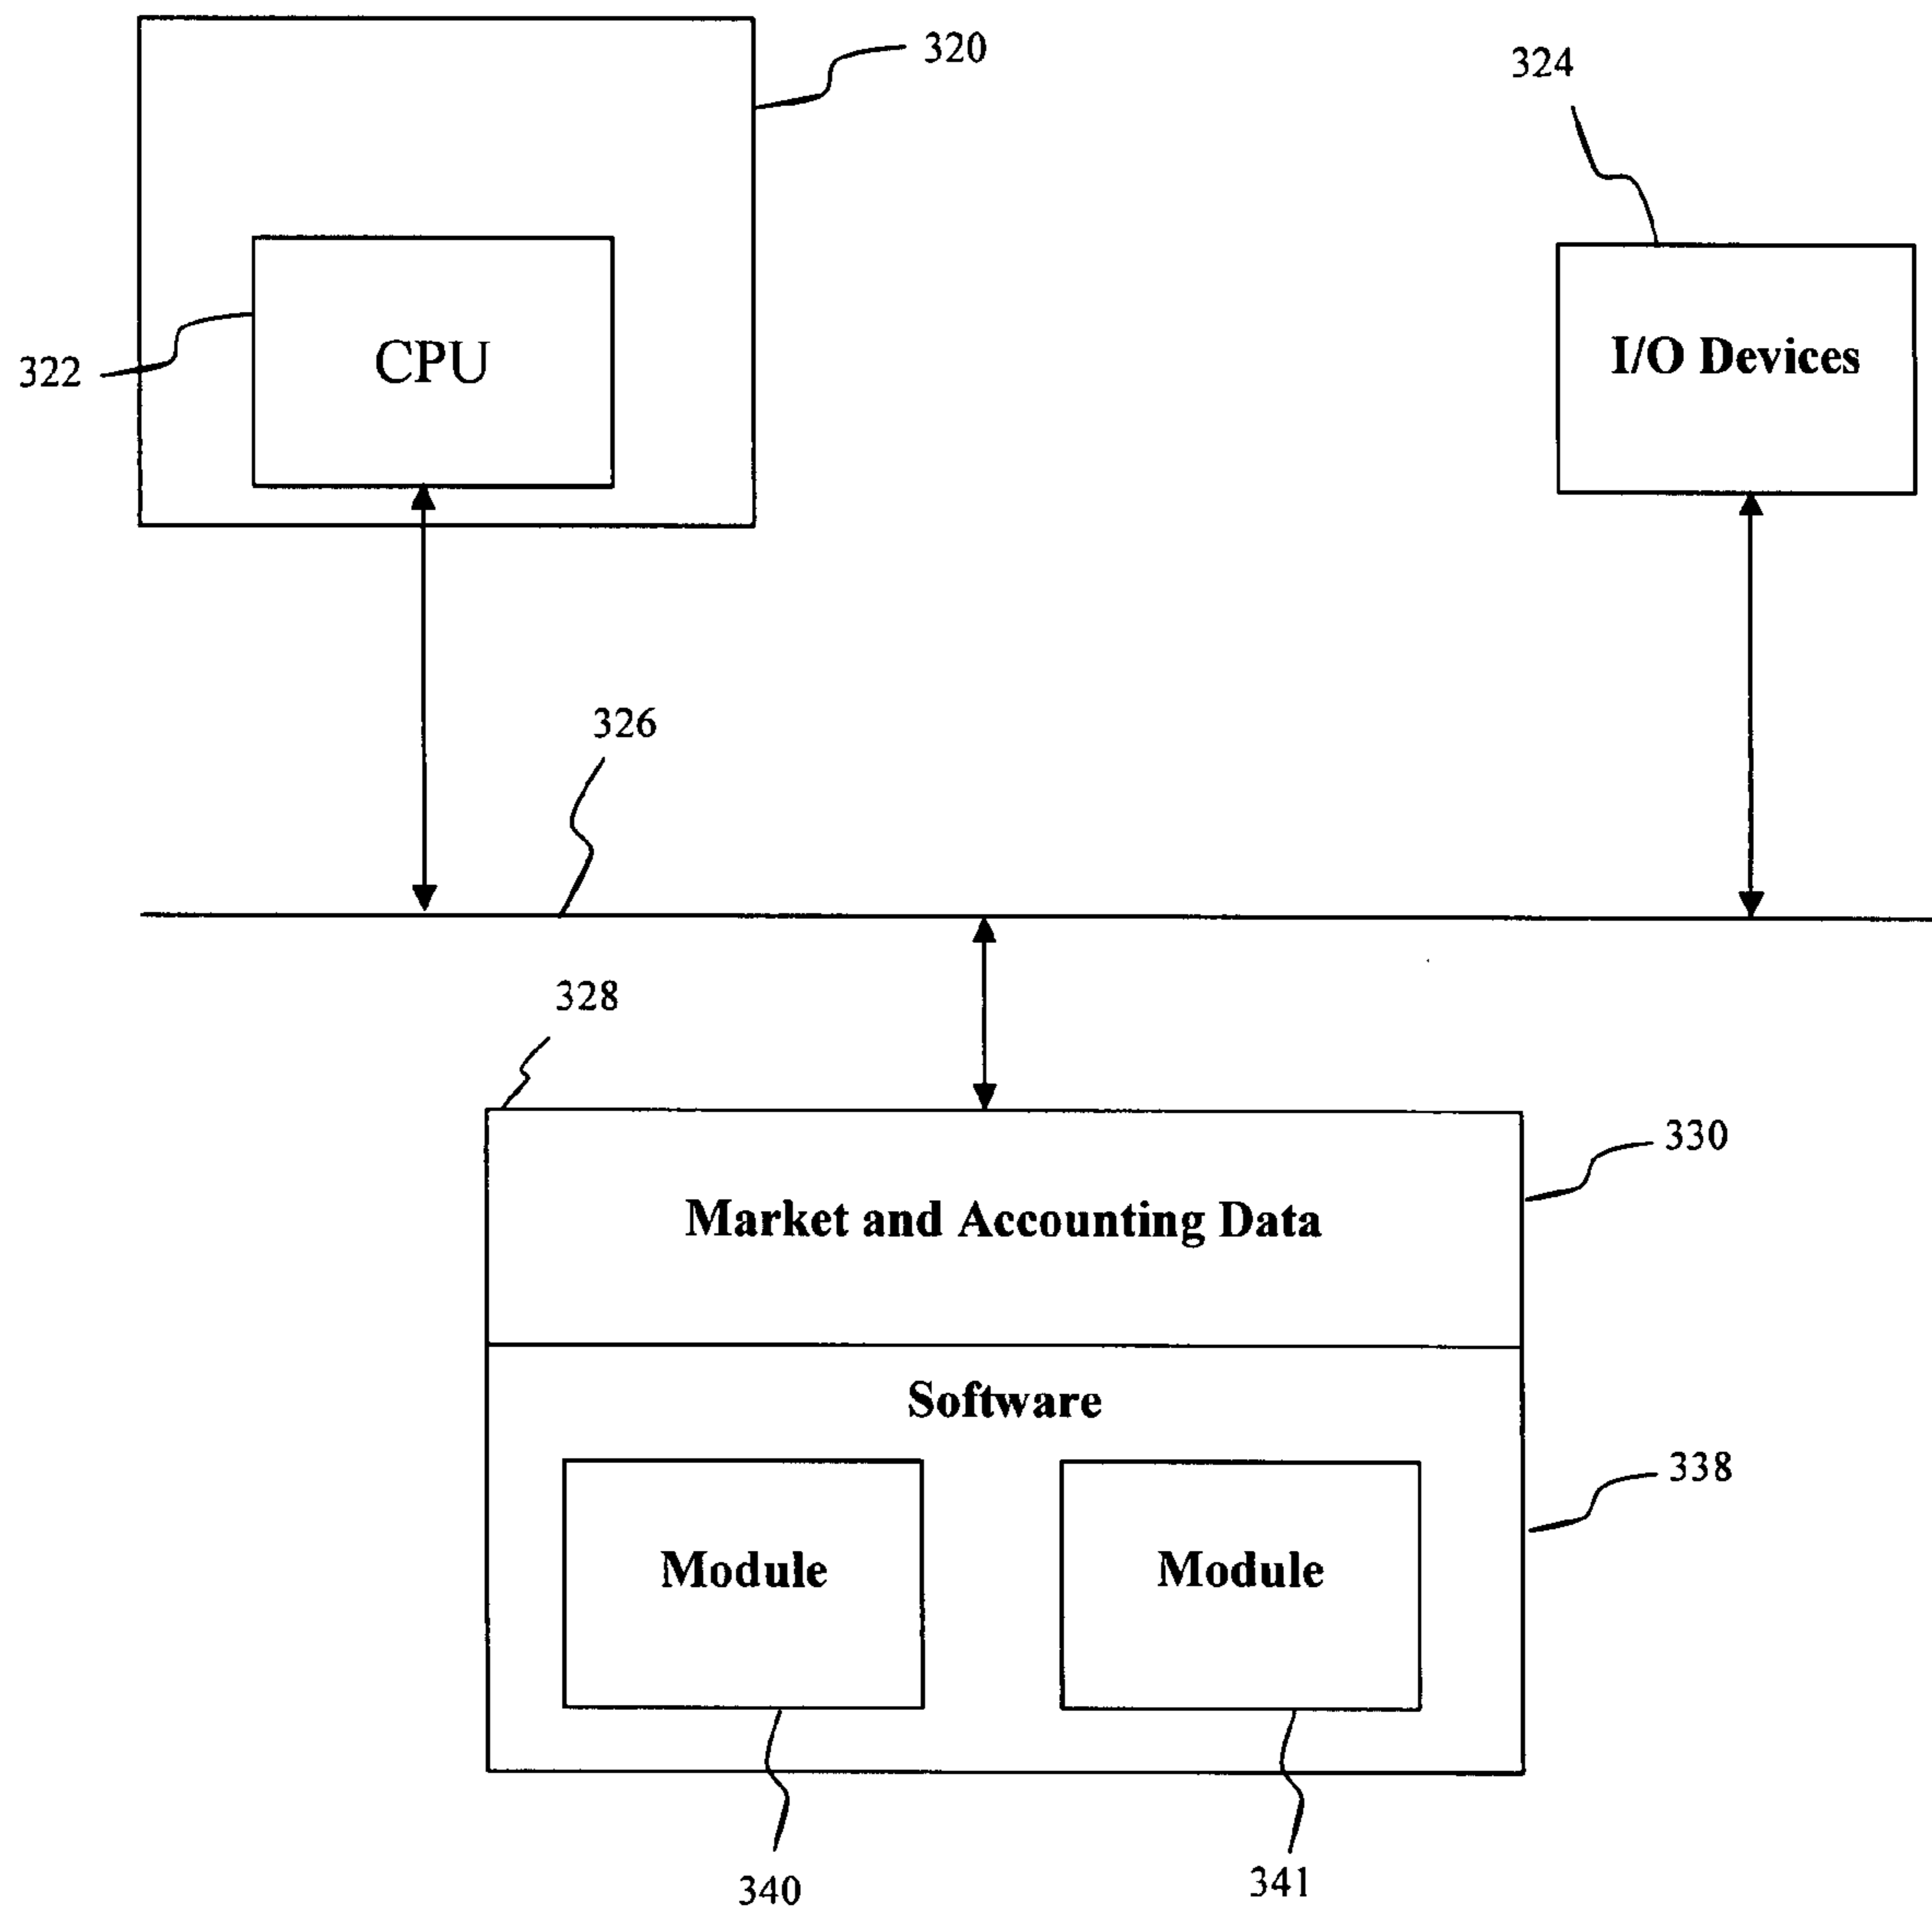 320
324
322
CPU
I/O Devices
326
328
330
Market and Accounting Data
Software
338
Module
Module
340
341